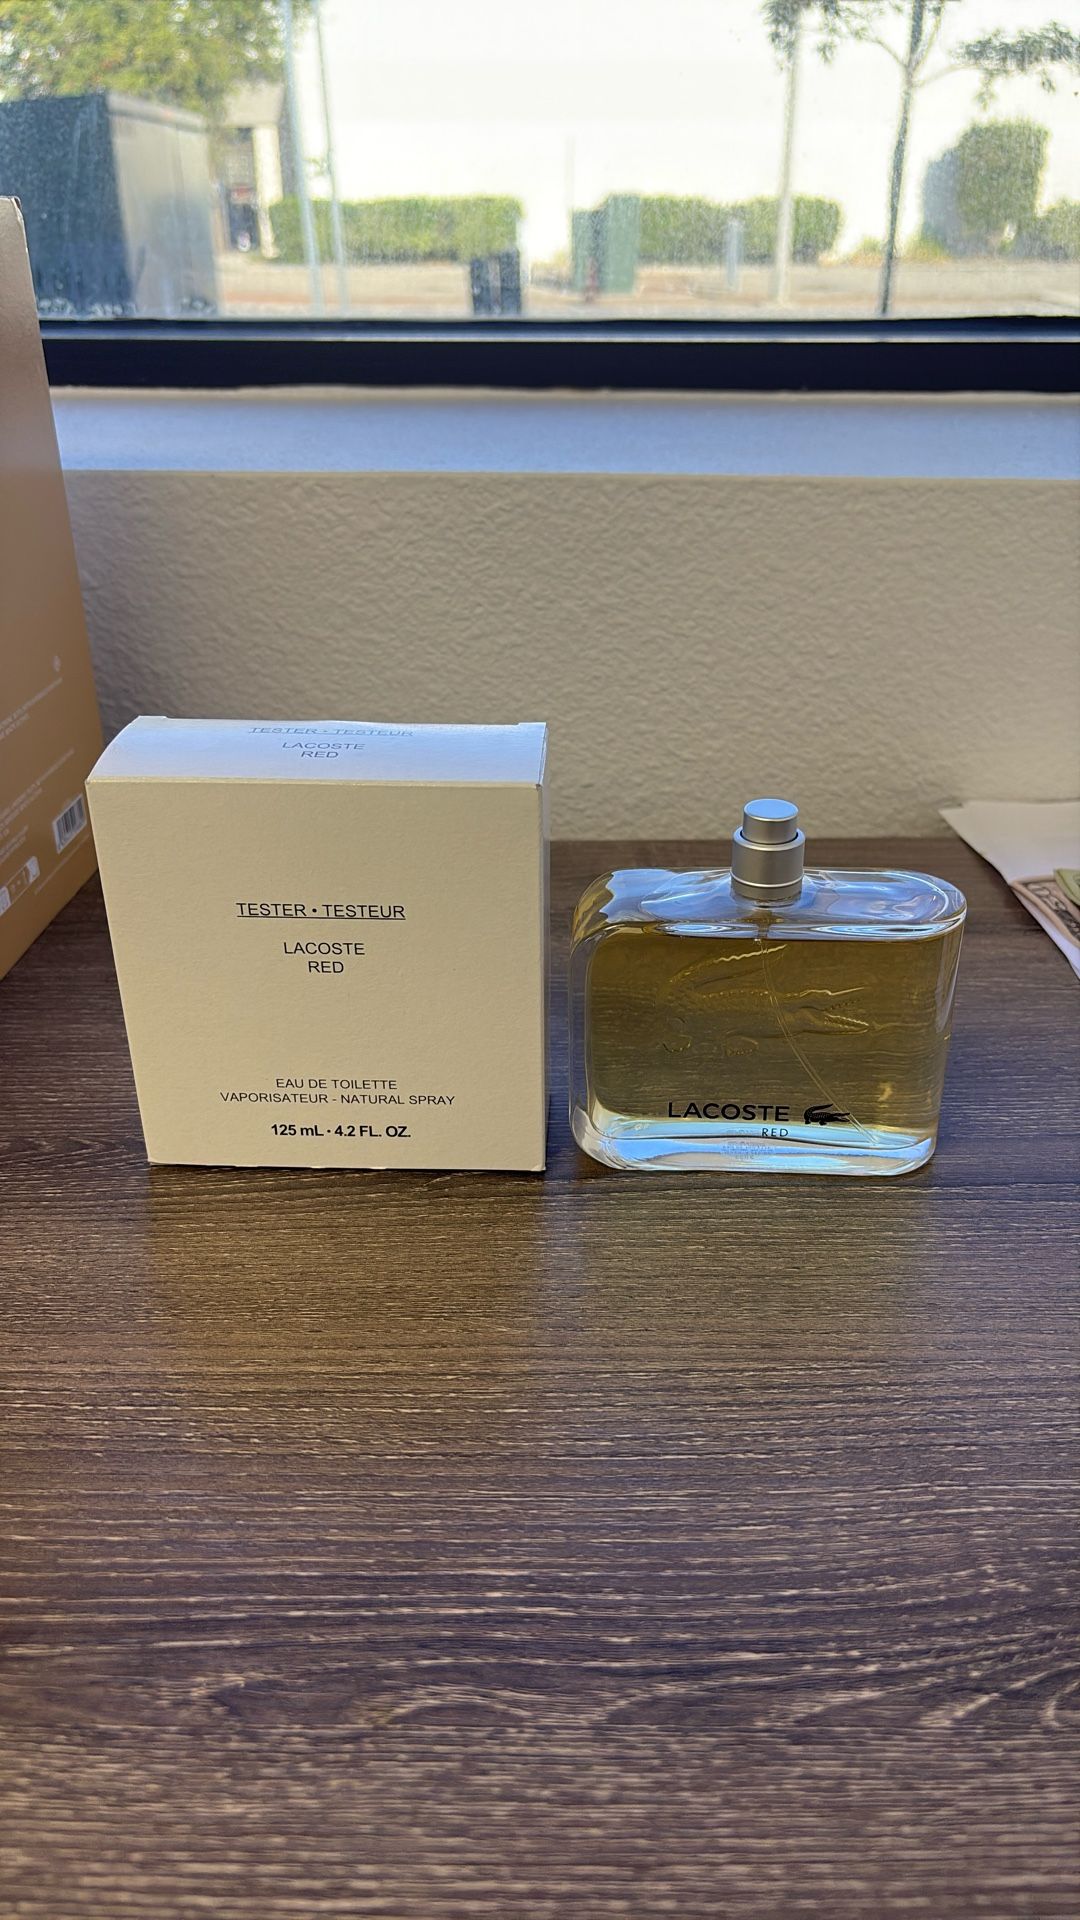 TESTER • TESTEUR
LACOSTE
RED
TESTER • TESTEUR
LACOSTE
RED
EAU DE TOILETTE
VAPORISATEUR - NATURAL SPRAY
125 mL • 4.2 FL. OZ.
LACOSTE
RED